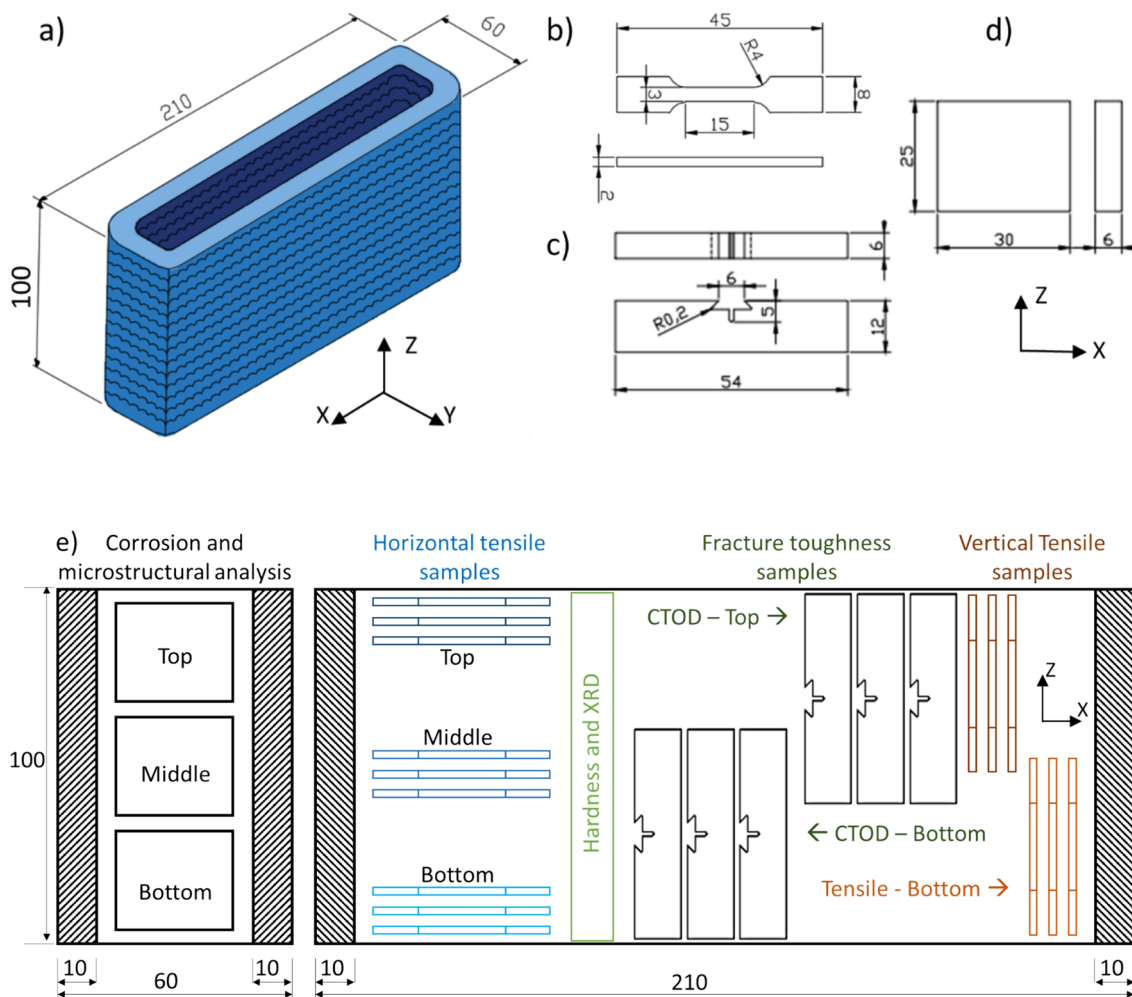 a)
210
60
100
Z
X
Y
b)
45
R4
3
8
15
2
c)
6
6
R0,2
5
12
54
d)
25
30
6
Z
X
e)
Corrosion and
microstructural analysis
Horizontal tensile
samples
Fracture toughness
samples
Vertical Tensile
samples
100
Top
Middle
Bottom
Top
Middle
Bottom
Hardness and XRD
CTOD – Top →
← CTOD – Bottom
Tensile - Bottom →
Z
X
10
60
10
10
210
10